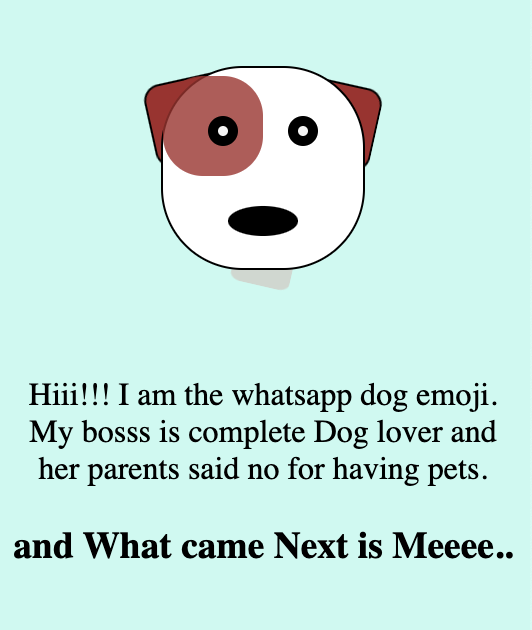 Hiii!!! I am the whatsapp dog emoji.
My bosss is complete Dog lover and
her parents said no for having pets.
and What came Next is Meeee..